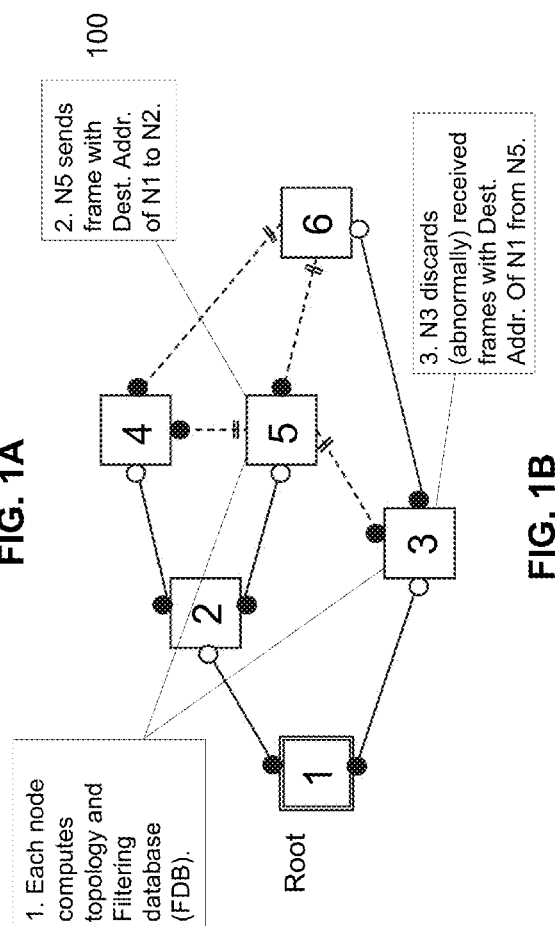 FIG. 1A
100
1. Each node
computes
topology and
Filtering
database
(FDB).
2. N5 sends
frame with
Dest. Addr.
of N1 to N2.
4
2
5
6
1
Root
3
3. N3 discards
(abnormally) received
frames with Dest.
Addr. Of N1 from N5.
FIG. 1B